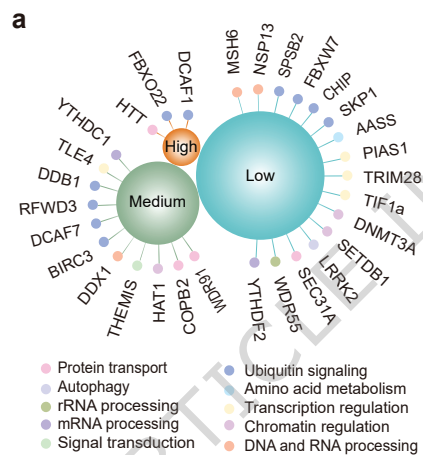 a
MSH6
NSP13
SPSB2
FBXW7
CHIP
SKP1
AASS
PIAS1
TRIM28
TIF1a
DNMT3A
SETDB1
LRRK2
SEC31A
WDR55
YTHDF2
Low
DCAF1
FBXO22
HTT
High
YTHDC1
TLE4
DDB1
RFWD3
DCAF7
BIRC3
DDX1
THEMIS
HAT1
COPB2
WDR91
Medium
Protein transport
Autophagy
rRNA processing
mRNA processing
Signal transduction
Ubiquitin signaling
Amino acid metabolism
Transcription regulation
Chromatin regulation
DNA and RNA processing